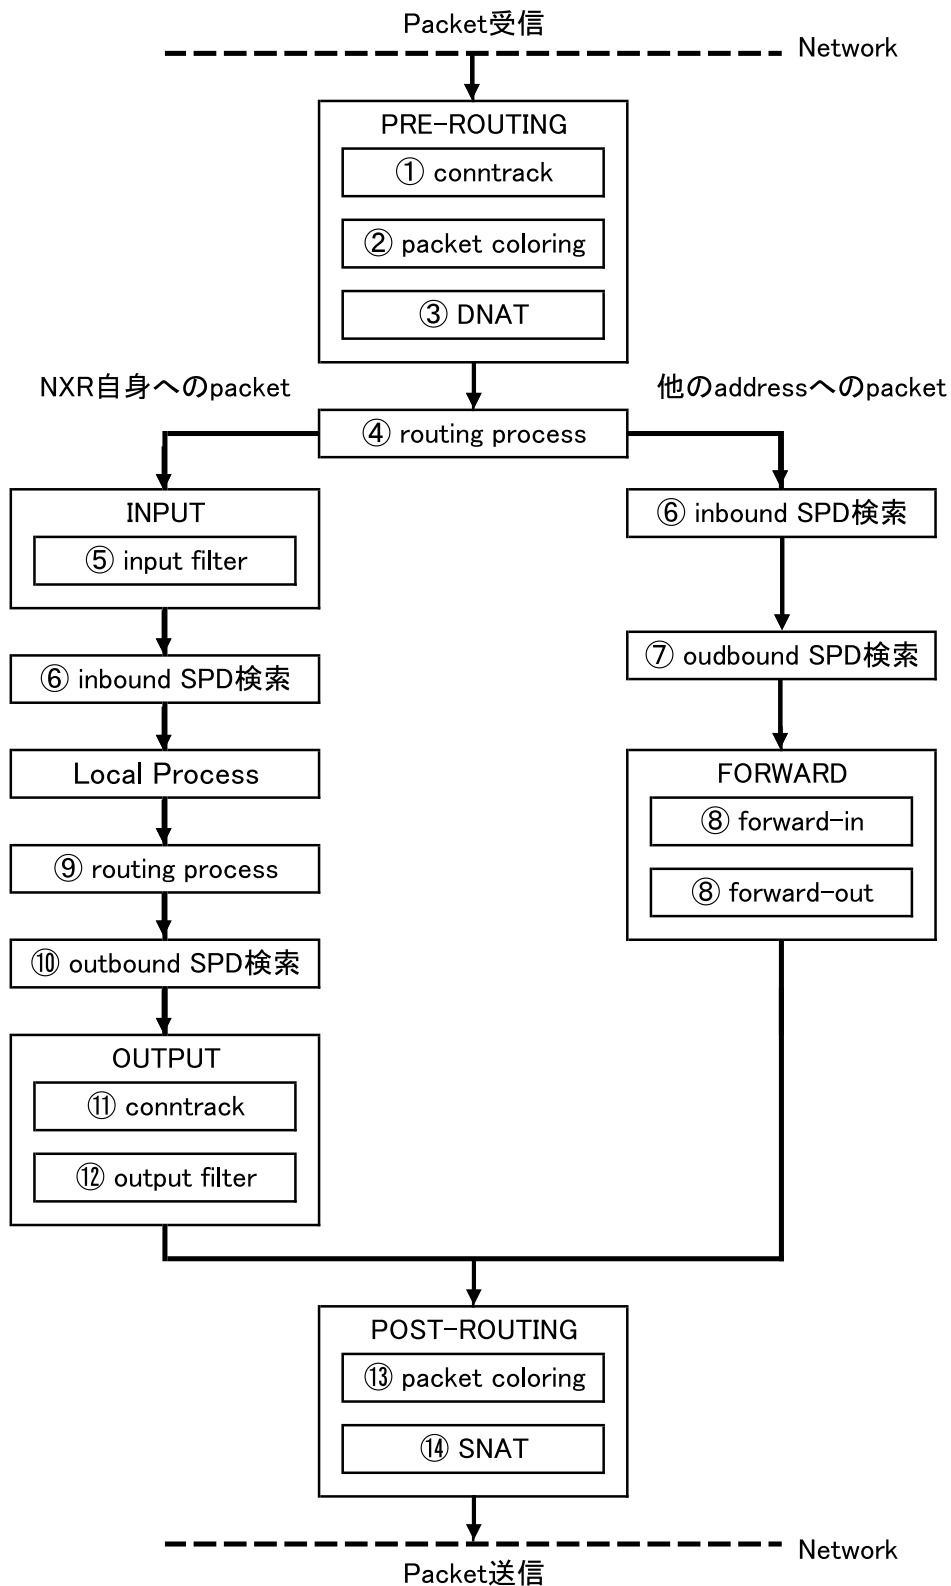 Packet受信
Network
PRE-ROUTING
① conntrack
② packet coloring
③ DNAT
NXR自身へのpacket
他のaddressへのpacket
④ routing process
INPUT
⑤ input filter
⑥ inbound SPD検索
⑥ inbound SPD検索
⑦ oudbound SPD検索
Local Process
FORWARD
⑧ forward-in
⑧ forward-out
⑨ routing process
⑩ outbound SPD検索
OUTPUT
⑪ conntrack
⑫ output filter
POST-ROUTING
⑬ packet coloring
⑭ SNAT
Network
Packet送信